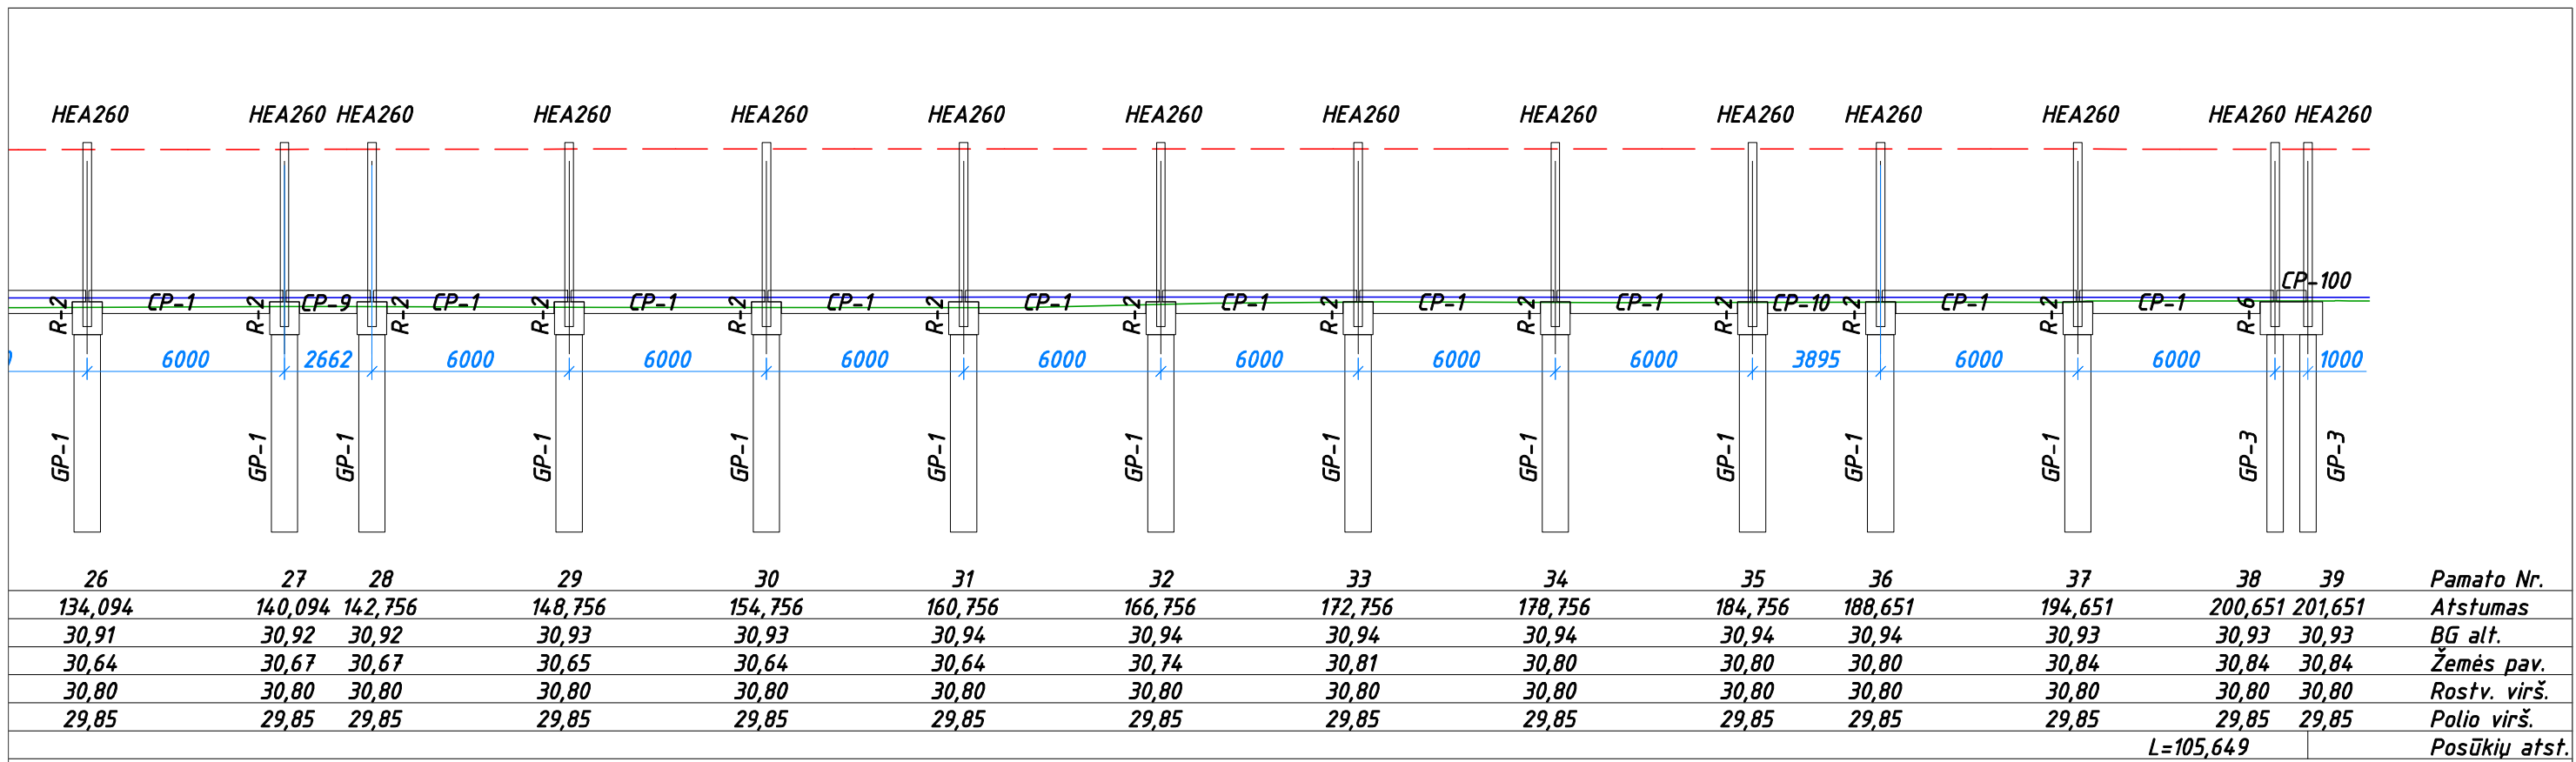 HEA260 HEA260 HEA260 HEA260 HEA260 HEA260 HEA260 HEA260 HEA260 HEA260 HEA260 HEA260 HEA260 HEA260
CP-100
R-2 CP-1 R-2 CP-9 R-2 CP-1 R-2 CP-1 R-2 CP-1 R-2 CP-1 R-2 CP-1 R-2 CP-1 R-2 CP-1 R-2 CP-10 R-2 CP-1 R-2 CP-1 R-6
0 6000 2662 6000 6000 6000 6000 6000 6000 6000 3895 6000 6000 1000
GP-1 GP-1 GP-1 GP-1 GP-1 GP-1 GP-1 GP-1 GP-1 GP-1 GP-1 GP-1 GP-3 GP-3
26 27 28 29 30 31 32 33 34 35 36 37 38 39 Pamato Nr.
134,094 140,094 142,756 148,756 154,756 160,756 166,756 172,756 178,756 184,756 188,651 194,651 200,651 201,651 Atstumas
30,91 30,92 30,92 30,93 30,93 30,94 30,94 30,94 30,94 30,94 30,94 30,93 30,93 30,93 BG alt.
30,64 30,67 30,67 30,65 30,64 30,64 30,74 30,81 30,80 30,80 30,80 30,84 30,84 30,84 Žemės pav.
30,80 30,80 30,80 30,80 30,80 30,80 30,80 30,80 30,80 30,80 30,80 30,80 30,80 30,80 Rostv. virš.
29,85 29,85 29,85 29,85 29,85 29,85 29,85 29,85 29,85 29,85 29,85 29,85 29,85 29,85 Polio virš.
L=105,649 Posūkių atst.